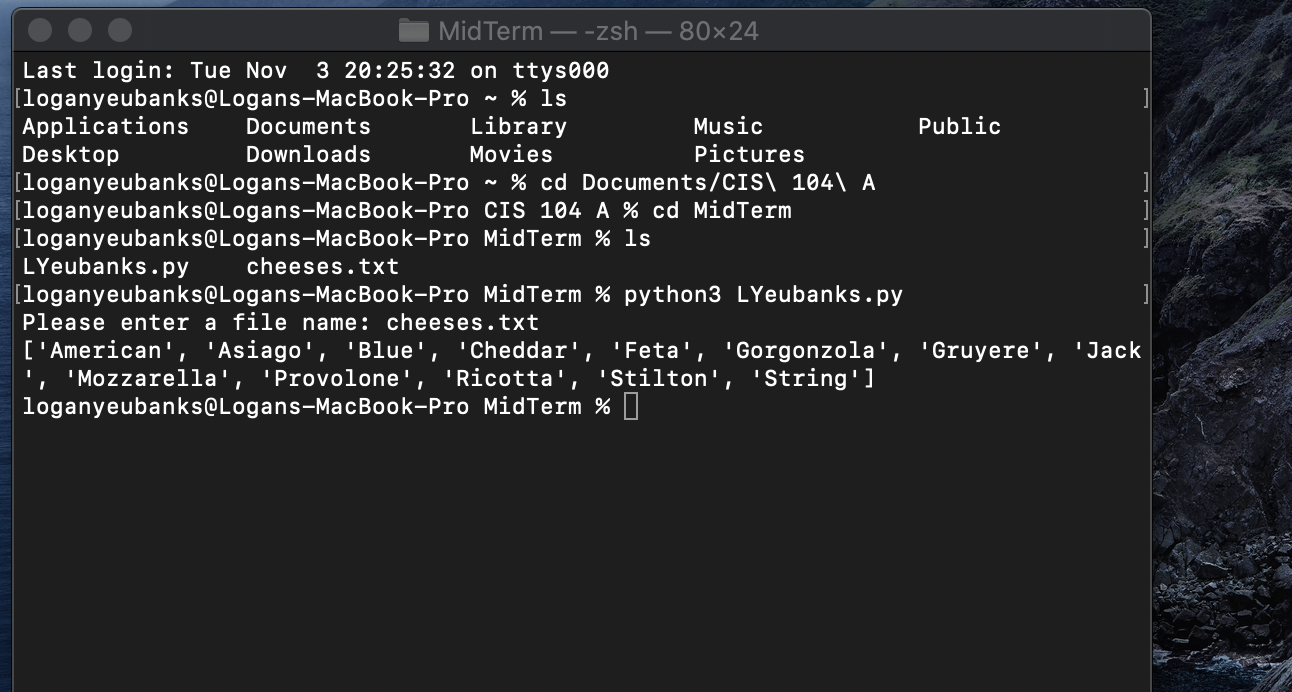 MidTerm — -zsh — 80×24
Last login: Tue Nov  3 20:25:32 on ttys000
[loganyeubanks@Logans-MacBook-Pro ~ % ls ]
Applications    Documents       Library         Music           Public
Desktop         Downloads       Movies          Pictures
[loganyeubanks@Logans-MacBook-Pro ~ % cd Documents/CIS\ 104\ A ]
[loganyeubanks@Logans-MacBook-Pro CIS 104 A % cd MidTerm ]
[loganyeubanks@Logans-MacBook-Pro MidTerm % ls ]
LYeubanks.py    cheeses.txt
[loganyeubanks@Logans-MacBook-Pro MidTerm % python3 LYeubanks.py ]
Please enter a file name: cheeses.txt
['American', 'Asiago', 'Blue', 'Cheddar', 'Feta', 'Gorgonzola', 'Gruyere', 'Jack
', 'Mozzarella', 'Provolone', 'Ricotta', 'Stilton', 'String']
loganyeubanks@Logans-MacBook-Pro MidTerm %